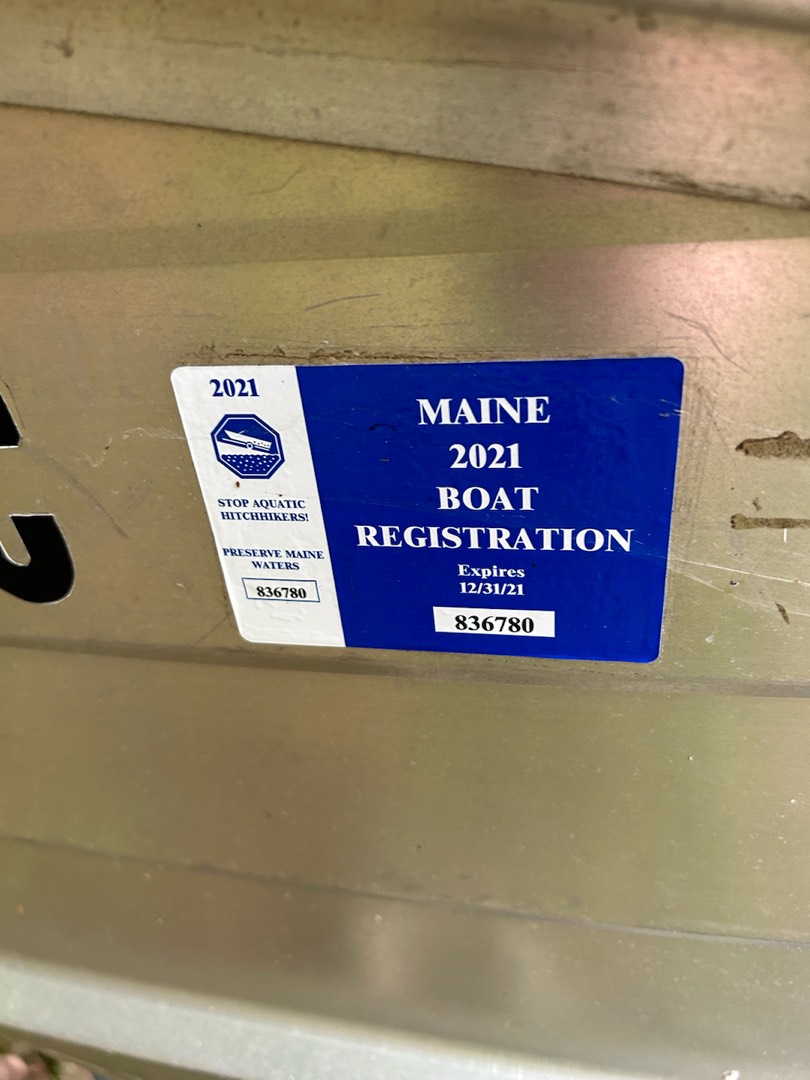 2021
STOP AQUATIC
HITCHHIKERS!
PRESERVE MAINE
WATERS
836780
MAINE
2021
BOAT
REGISTRATION
Expires
12/31/21
836780